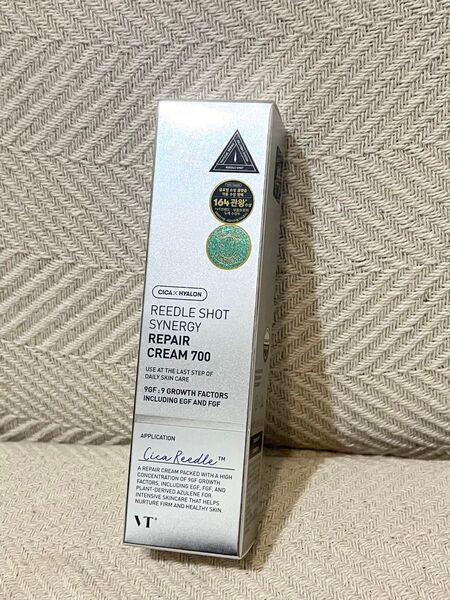 REEDLE SHOT
164관왕
CICA × HYALON
REEDLE SHOT
SYNERGY
REPAIR
CREAM 700
USE AT THE LAST STEP OF
DAILY SKIN CARE
9GF : 9 GROWTH FACTORS
INCLUDING EGF AND FGF
APPLICATION
Cica Reedle™
A REPAIR CREAM PACKED WITH A HIGH
CONCENTRATION OF 9GF GROWTH
FACTORS, INCLUDING EGF, FGF, AND
PLANT-DERIVED AZULENE FOR
INTENSIVE SKINCARE THAT HELPS
NURTURE FIRM AND HEALTHY SKIN.
VT®